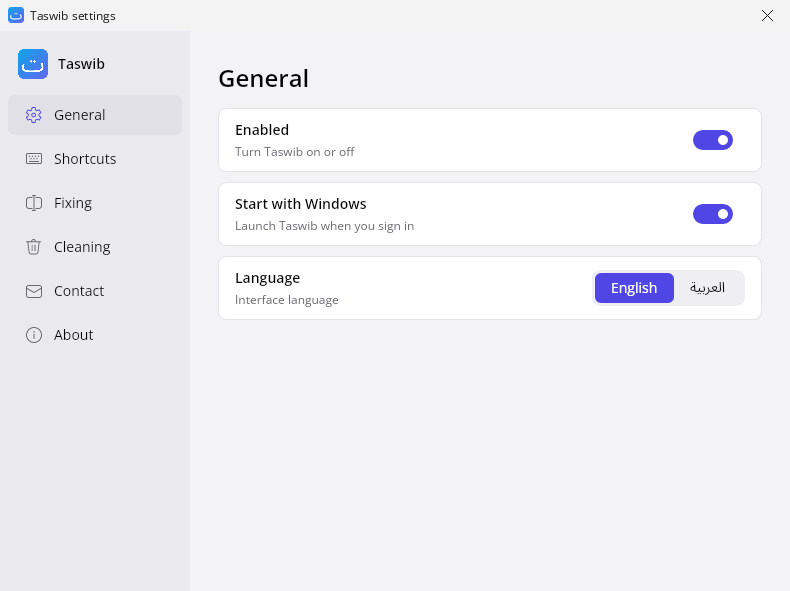 Taswib settings
Taswib
General
Shortcuts
Fixing
Cleaning
Contact
About
General
Enabled
Turn Taswib on or off
Start with Windows
Launch Taswib when you sign in
Language
Interface language
English العربية